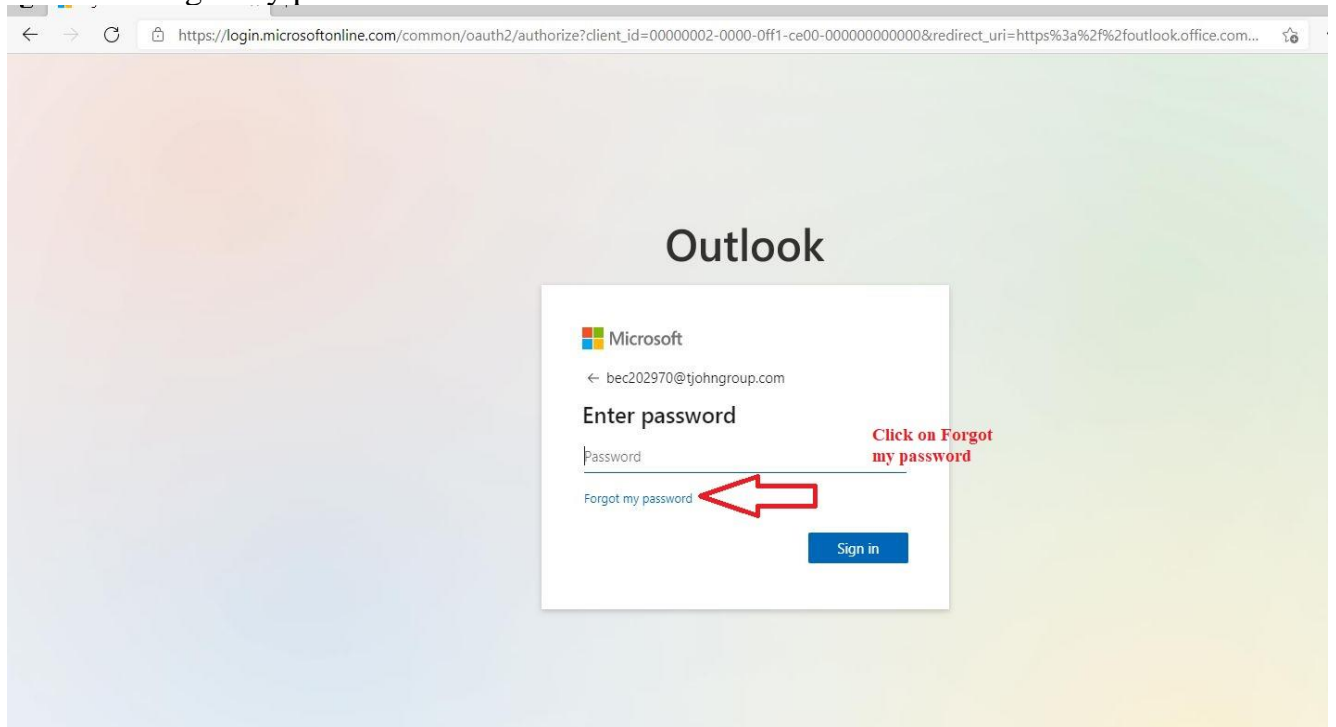 https://login.microsoftonline.com/common/oauth2/authorize?client_id=00000002-0000-0ff1-ce00-000000000000&redirect_uri=https%3a%2f%2foutlook.office.com...
Outlook
Microsoft
← bec202970@tjohngroup.com
Enter password
Click on Forgot
my password
Password
Forgot my password
Sign in